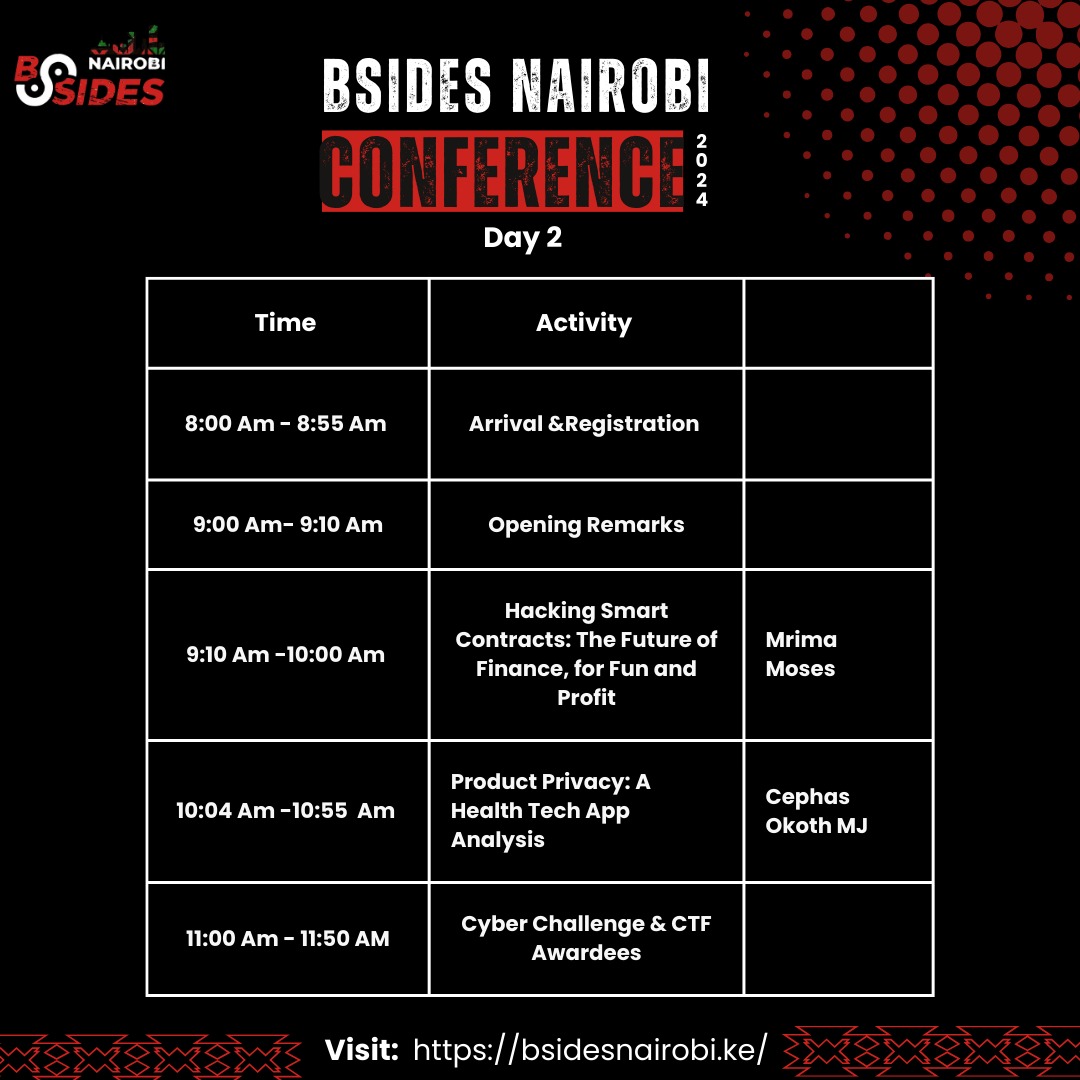 NAIROBI
BSIDES
BSIDES NAIROBI
CONFERENCE
2024
Day 2
Time
Activity
8:00 Am - 8:55 Am
Arrival &Registration
9:00 Am- 9:10 Am
Opening Remarks
9:10 Am -10:00 Am
Hacking Smart
Contracts: The Future of
Finance, for Fun and
Profit
Mrima
Moses
10:04 Am -10:55  Am
Product Privacy: A
Health Tech App
Analysis
Cephas
Okoth MJ
11:00 Am - 11:50 AM
Cyber Challenge & CTF
Awardees
Visit: https://bsidesnairobi.ke/